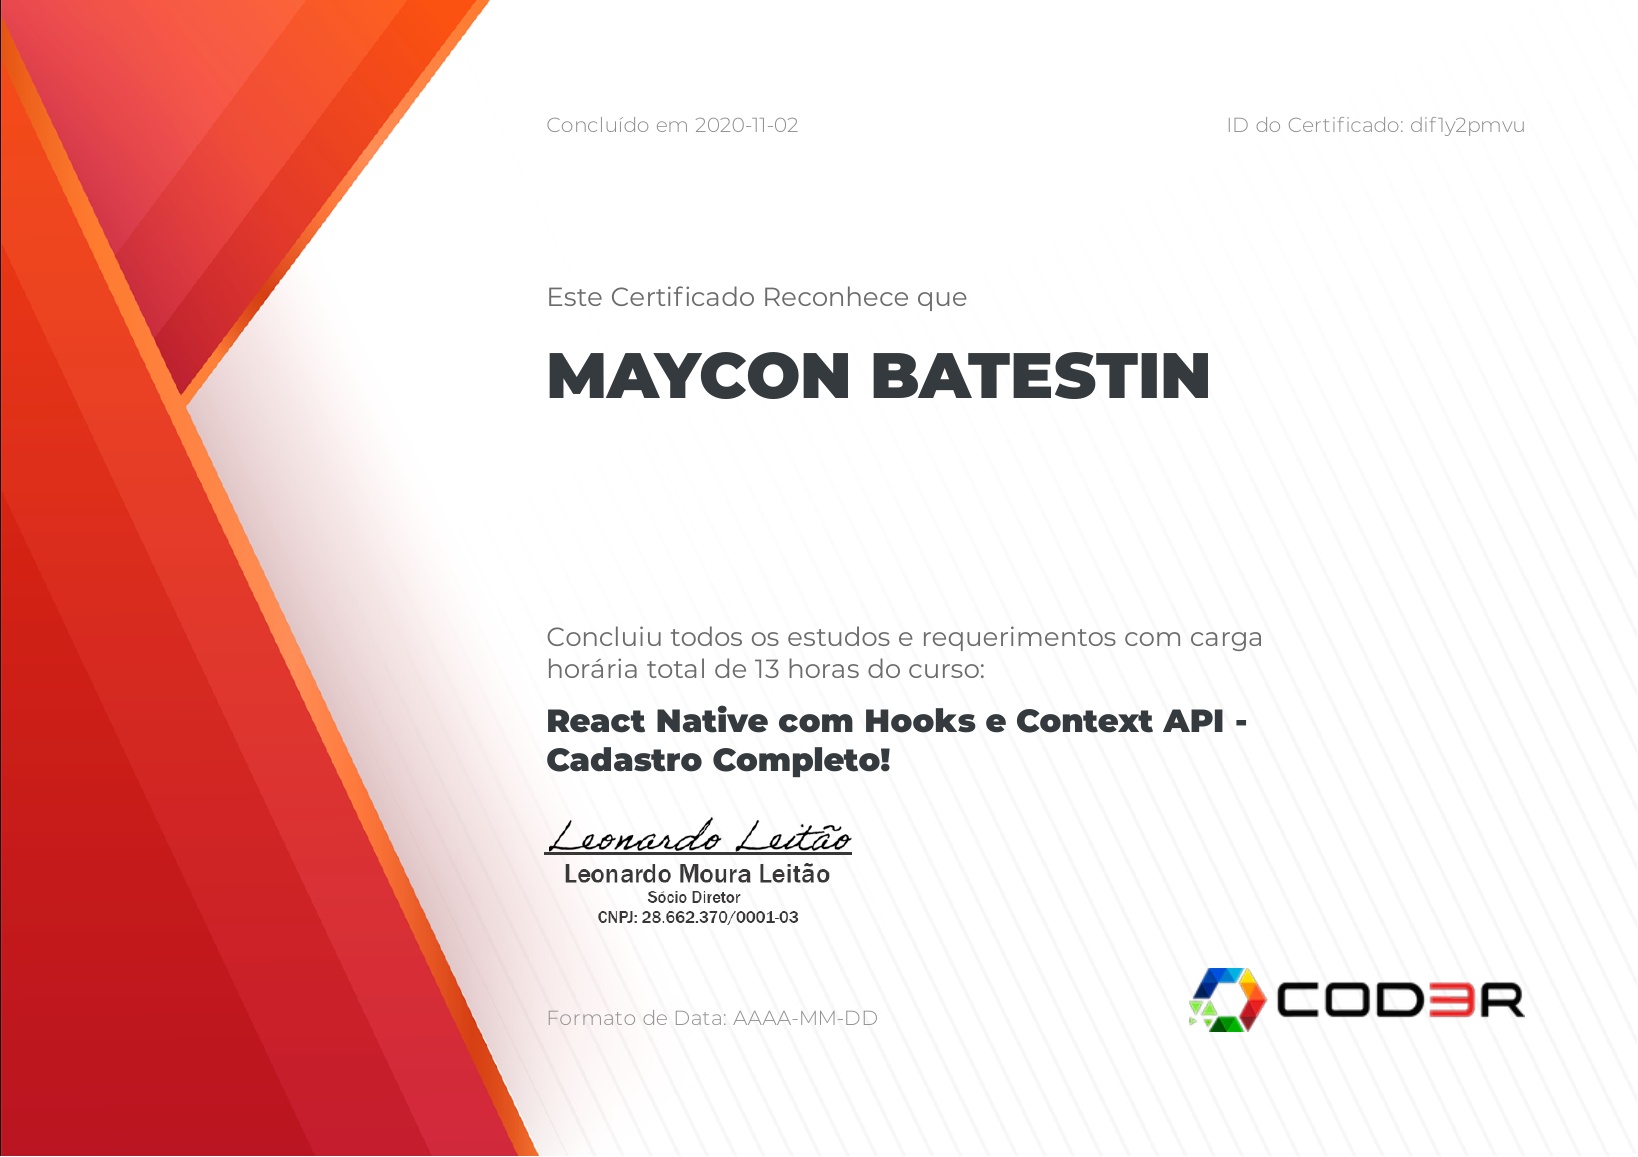 Concluído em 2020-11-02
ID do Certificado: dif1y2pmvu
Este Certificado Reconhece que
MAYCON BATESTIN
Concluiu todos os estudos e requerimentos com carga
horária total de 13 horas do curso:
React Native com Hooks e Context API -
Cadastro Completo!
Leonardo Leitão
Leonardo Moura Leitão
Sócio Diretor
CNPJ: 28.662.370/0001-03
Formato de Data: AAAA-MM-DD
COD3R